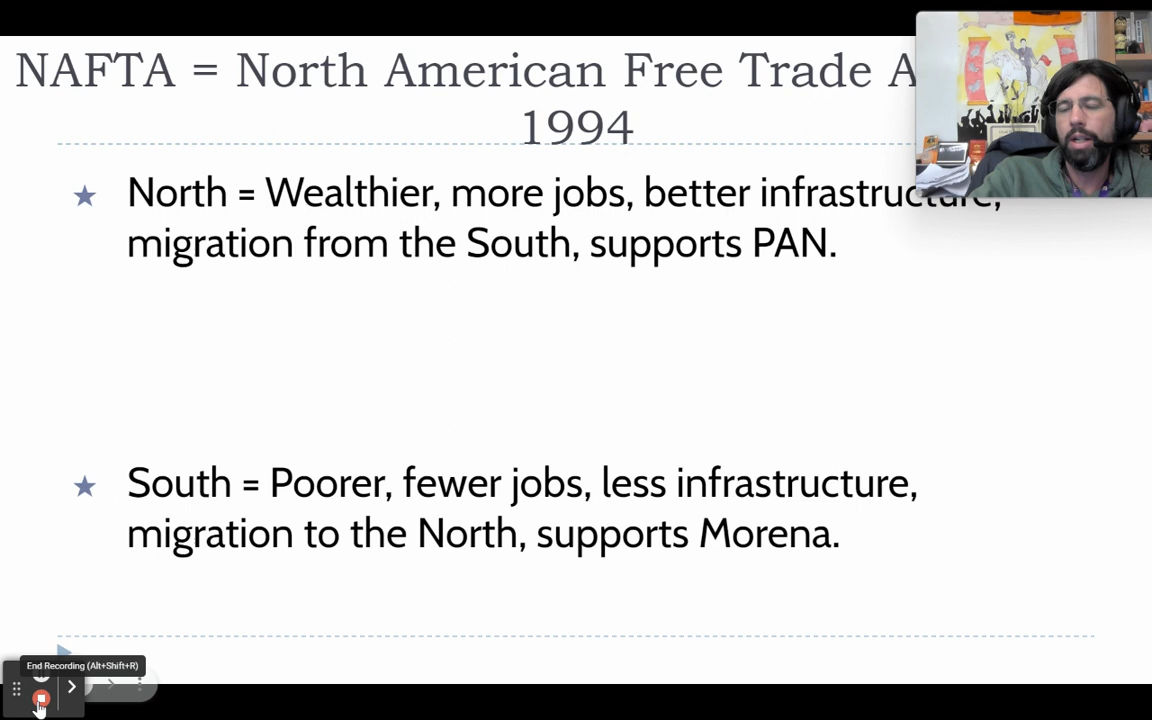 NAFTA = North American Free Trade A
1994
North = Wealthier, more jobs, better infrastructure,
migration from the South, supports PAN.
South = Poorer, fewer jobs, less infrastructure,
migration to the North, supports Morena.
End Recording (Alt+Shift+R)